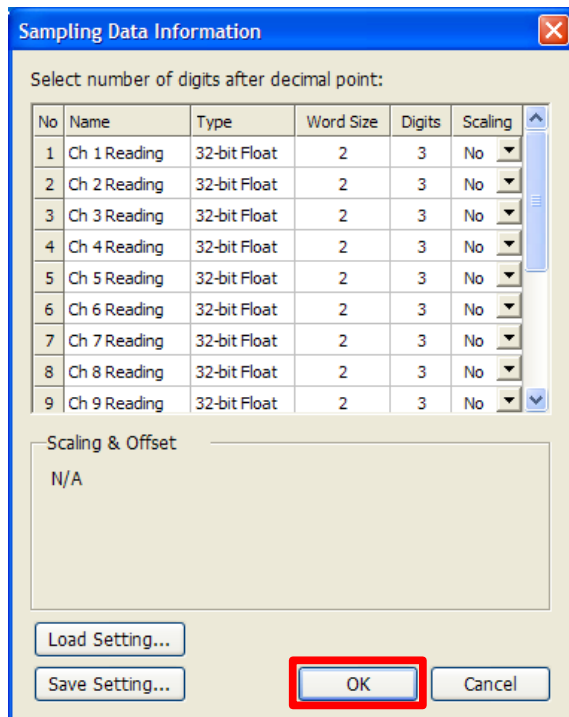 Sampling Data Information
Select number of digits after decimal point:
No Name Type Word Size Digits Scaling
1 Ch 1 Reading 32-bit Float 2 3 No
2 Ch 2 Reading 32-bit Float 2 3 No
3 Ch 3 Reading 32-bit Float 2 3 No
4 Ch 4 Reading 32-bit Float 2 3 No
5 Ch 5 Reading 32-bit Float 2 3 No
6 Ch 6 Reading 32-bit Float 2 3 No
7 Ch 7 Reading 32-bit Float 2 3 No
8 Ch 8 Reading 32-bit Float 2 3 No
9 Ch 9 Reading 32-bit Float 2 3 No
Scaling & Offset
N/A
Load Setting...
Save Setting... OK Cancel